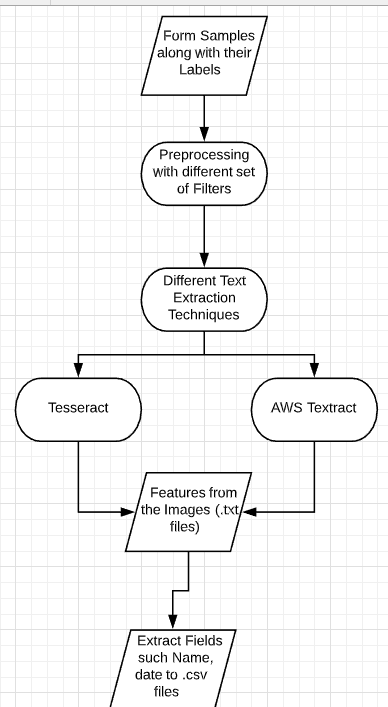 Form Samples
along with their
Labels
Preprocessing
with different set
of Filters
Different Text
Extraction
Techniques
Tesseract
AWS Textract
Features from
the Images (.txt
files)
Extract Fields
such Name,
date to .csv
files